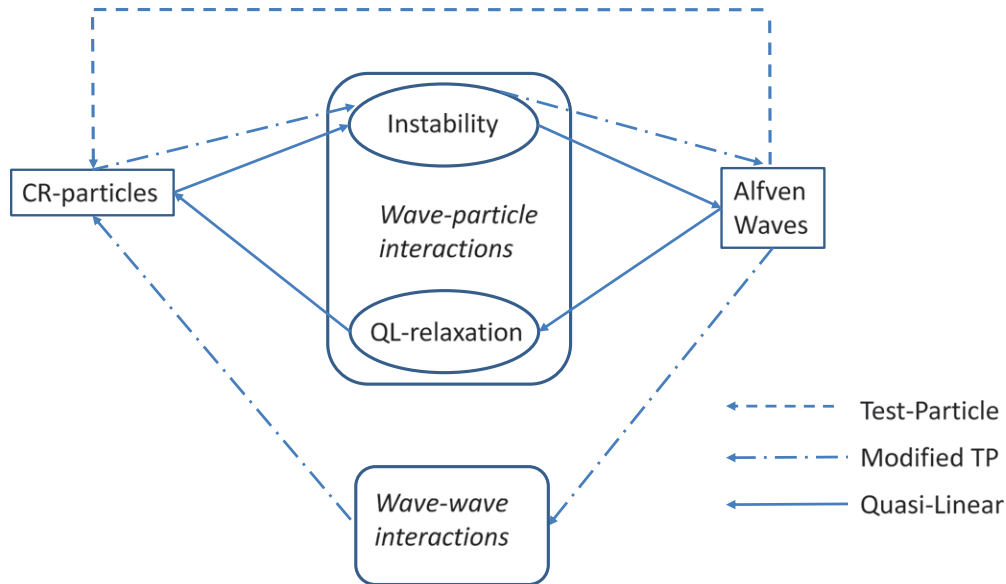 Instability
CR-particles
Wave-particle
interactions
Alfven
Waves
QL-relaxation
Test-Particle
Modified TP
Quasi-Linear
Wave-wave
interactions